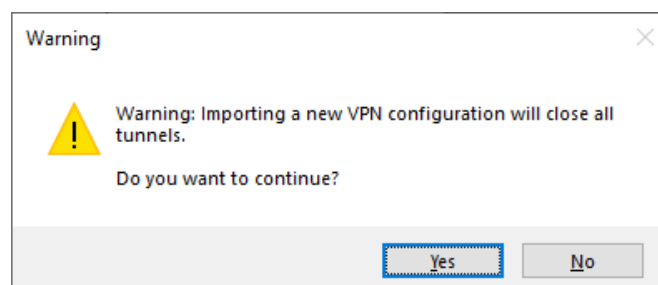 Warning
Warning: Importing a new VPN configuration will close all
tunnels.
Do you want to continue?
Yes
No